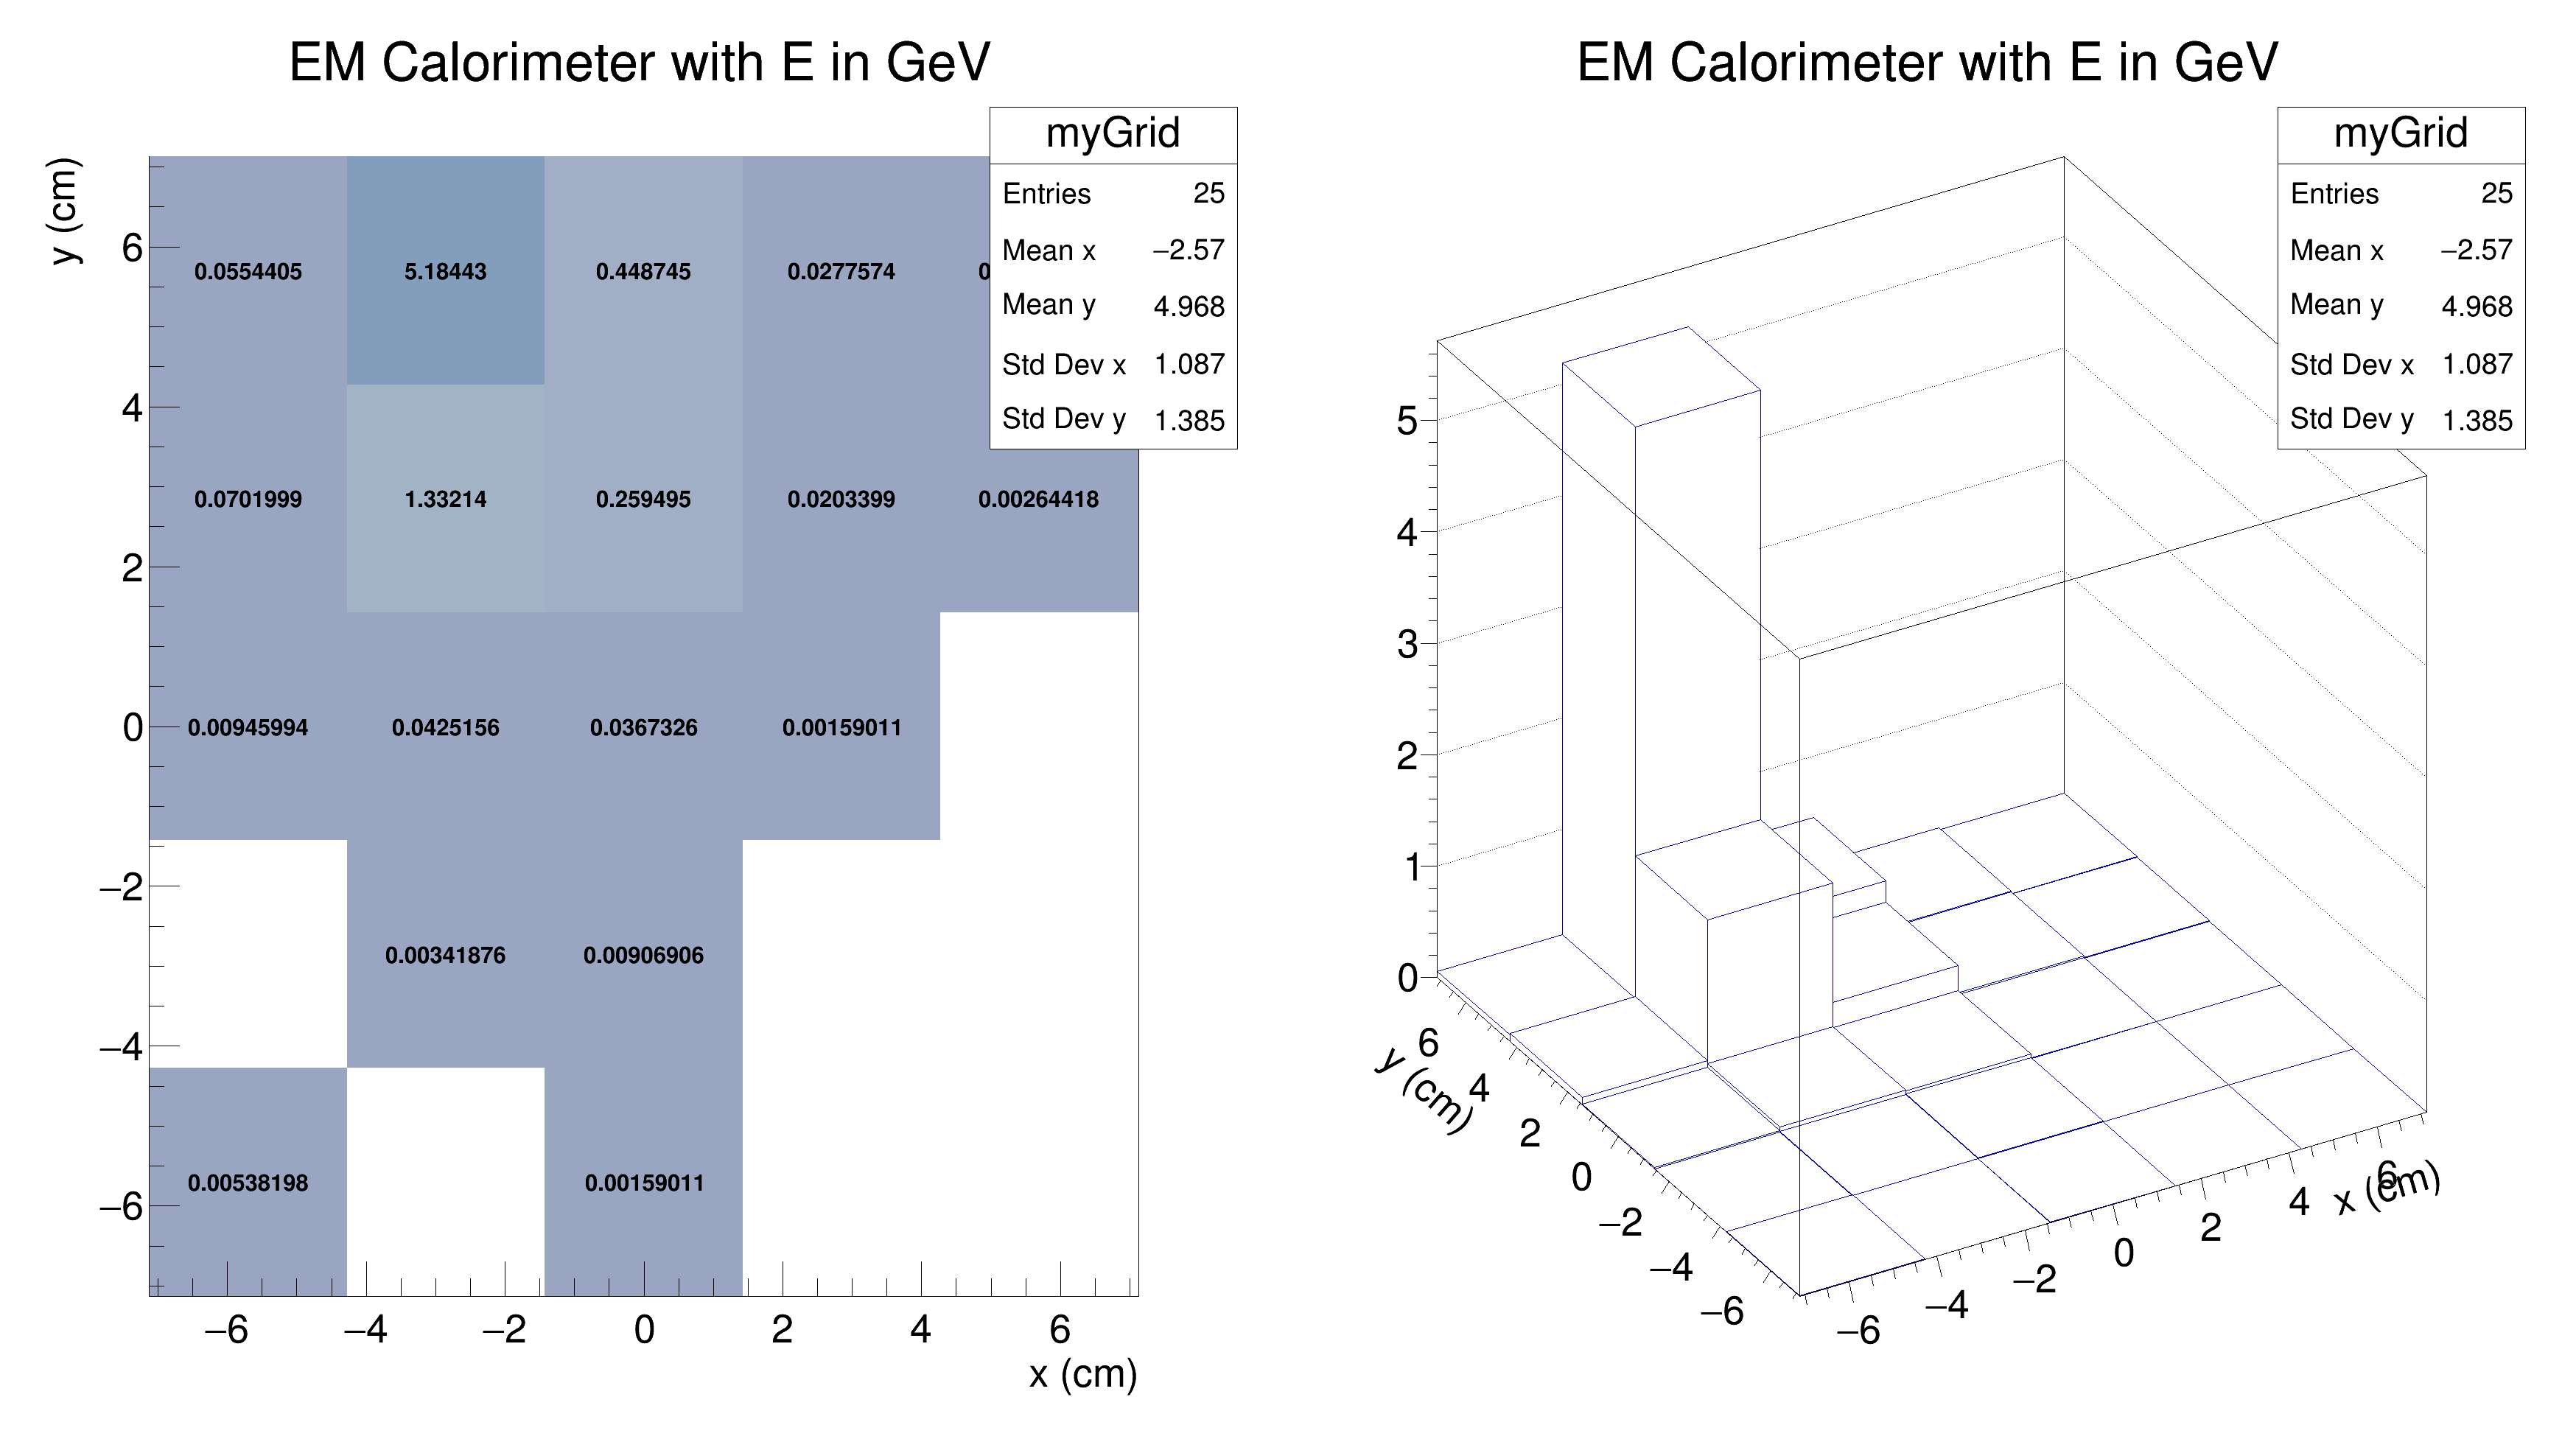 EM Calorimeter with E in GeV
myGrid
Entries 25
Mean x −2.57
Mean y 4.968
Std Dev x 1.087
Std Dev y 1.385
y (cm)
6
4
2
0
−2
−4
−6
0.0554405 5.18443 0.448745 0.0277574
0.0701999 1.33214 0.259495 0.0203399 0.00264418
0.00945994 0.0425156 0.0367326 0.00159011
0.00341876 0.00906906
0.00538198 0.00159011
−6 −4 −2 0 2 4 6
x (cm)
EM Calorimeter with E in GeV
myGrid
Entries 25
Mean x −2.57
Mean y 4.968
Std Dev x 1.087
Std Dev y 1.385
5
4
3
2
1
0
6
4
2
0
−2
−4
−6
y (cm)
−6
−4
−2
0
2
4
6
x (cm)